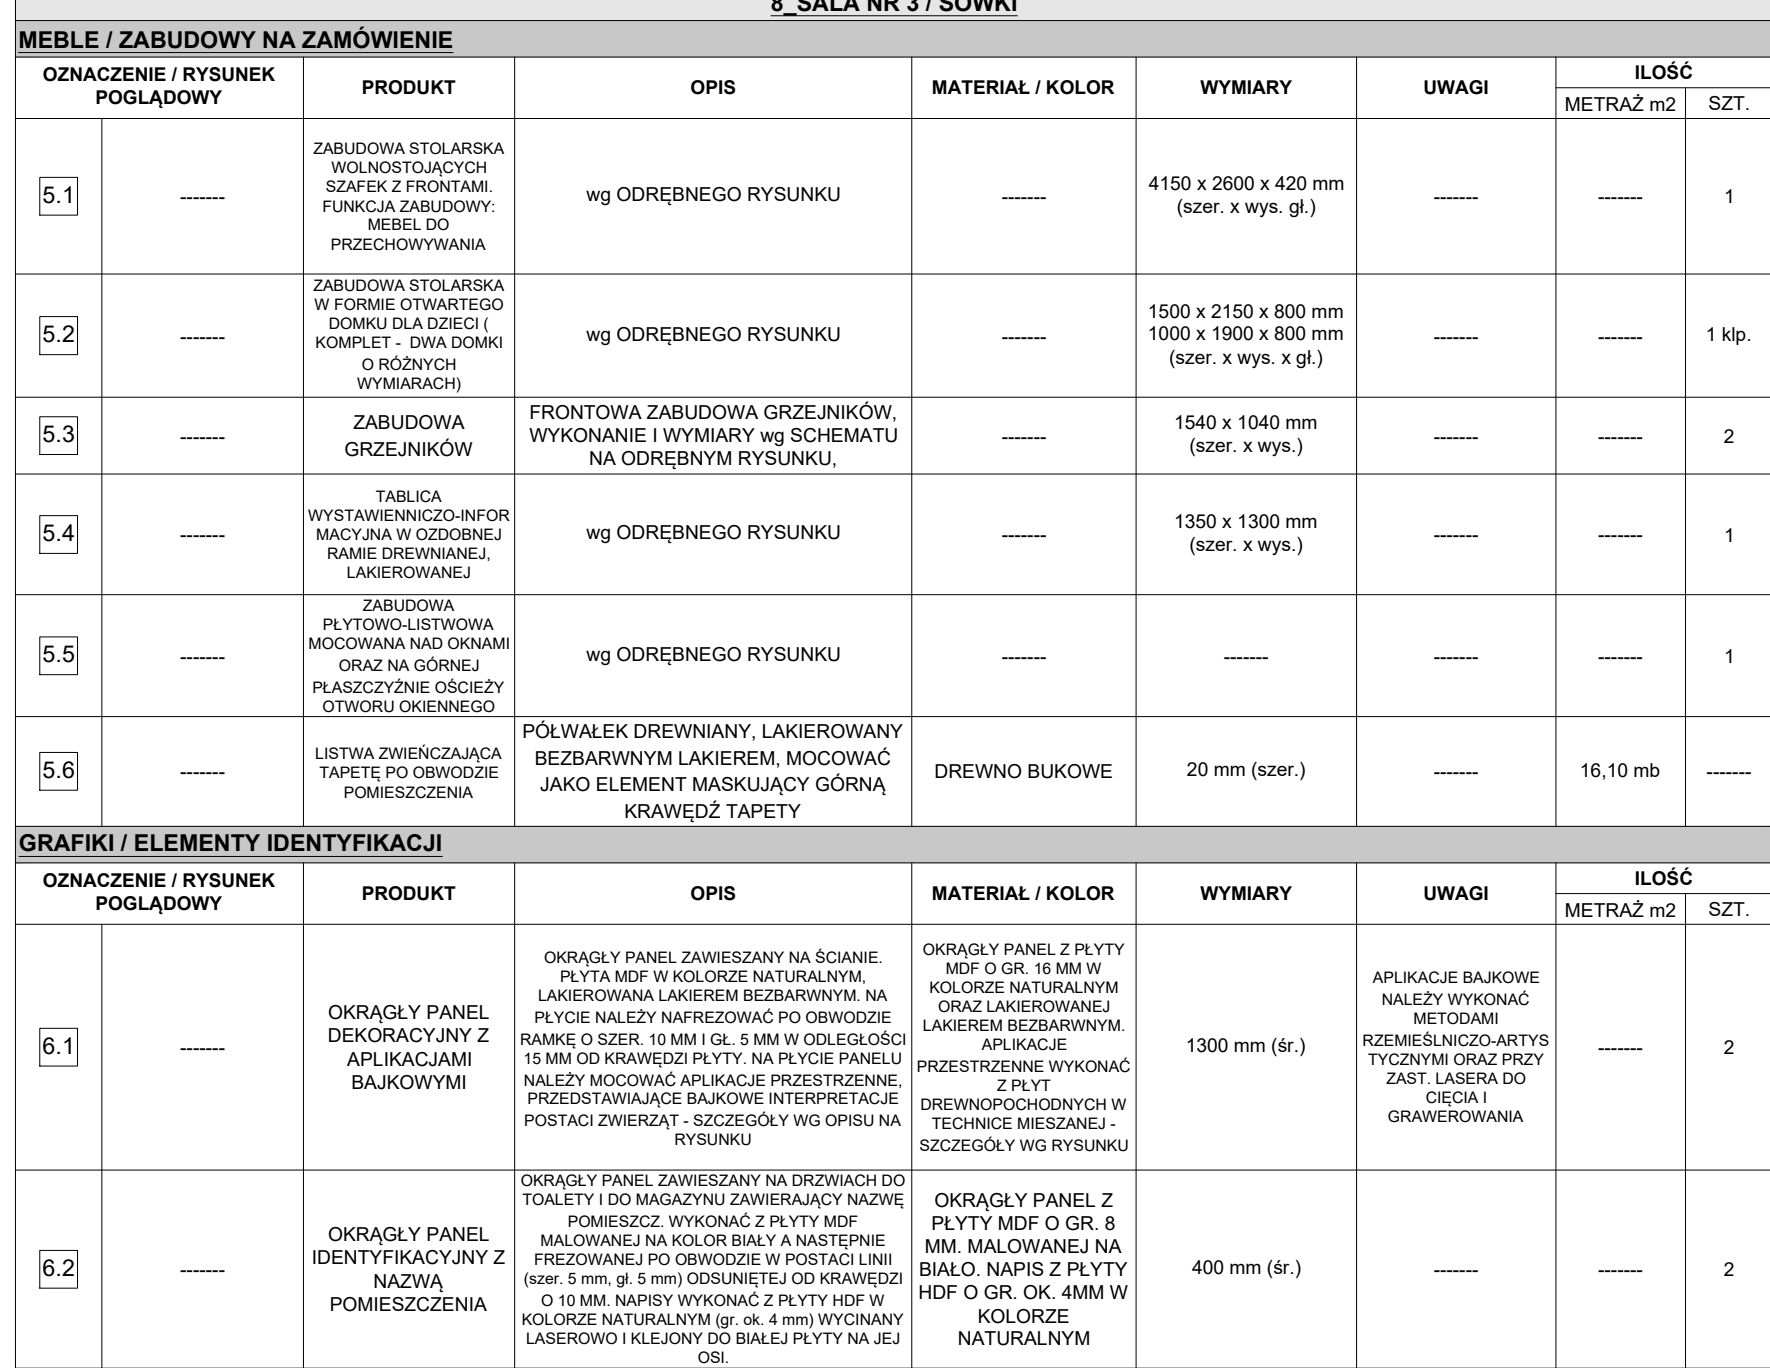 8_SALA NR 3 / SÓWKI
MEBLE / ZABUDOWY NA ZAMÓWIENIE
OZNACZENIE / RYSUNEK
POGLĄDOWY
PRODUKT
OPIS
MATERIAŁ / KOLOR
WYMIARY
UWAGI
ILOŚĆ
METRAŻ m2
SZT.
5.1
-------
ZABUDOWA STOLARSKA
WOLNOSTOJĄCYCH
SZAFEK Z FRONTAMI.
FUNKCJA ZABUDOWY:
MEBEL DO
PRZECHOWYWANIA
wg ODRĘBNEGO RYSUNKU
-------
4150 x 2600 x 420 mm
(szer. x wys. gł.)
-------
-------
1
5.2
-------
ZABUDOWA STOLARSKA
W FORMIE OTWARTEGO
DOMKU DLA DZIECI (
KOMPLET - DWA DOMKI
O RÓŻNYCH
WYMIARACH)
wg ODRĘBNEGO RYSUNKU
-------
1500 x 2150 x 800 mm
1000 x 1900 x 800 mm
(szer. x wys. x gł.)
-------
-------
1 klp.
5.3
-------
ZABUDOWA
GRZEJNIKÓW
FRONTOWA ZABUDOWA GRZEJNIKÓW,
WYKONANIE I WYMIARY wg SCHEMATU
NA ODRĘBNYM RYSUNKU,
-------
1540 x 1040 mm
(szer. x wys.)
-------
-------
2
5.4
-------
TABLICA
WYSTAWIENNICZO-INFOR
MACYJNA W OZDOBNEJ
RAMIE DREWNIANEJ,
LAKIEROWANEJ
wg ODRĘBNEGO RYSUNKU
-------
1350 x 1300 mm
(szer. x wys.)
-------
-------
1
5.5
-------
ZABUDOWA
PŁYTOWO-LISTWOWA
MOCOWANA NAD OKNAMI
ORAZ NA GÓRNEJ
PŁASZCZYŹNIE OŚCIEŻY
OTWORU OKIENNEGO
wg ODRĘBNEGO RYSUNKU
-------
-------
-------
-------
1
5.6
-------
LISTWA ZWIEŃCZAJĄCA
TAPETĘ PO OBWODZIE
POMIESZCZENIA
PÓŁWAŁEK DREWNIANY, LAKIEROWANY
BEZBARWNYM LAKIEREM, MOCOWAĆ
JAKO ELEMENT MASKUJĄCY GÓRNĄ
KRAWĘDŹ TAPETY
DREWNO BUKOWE
20 mm (szer.)
-------
16,10 mb
-------
GRAFIKI / ELEMENTY IDENTYFIKACJI
OZNACZENIE / RYSUNEK
POGLĄDOWY
PRODUKT
OPIS
MATERIAŁ / KOLOR
WYMIARY
UWAGI
ILOŚĆ
METRAŻ m2
SZT.
6.1
-------
OKRĄGŁY PANEL
DEKORACYJNY Z
APLIKACJAMI
BAJKOWYMI
OKRĄGŁY PANEL ZAWIESZANY NA ŚCIANIE.
PŁYTA MDF W KOLORZE NATURALNYM,
LAKIEROWANA LAKIEREM BEZBARWNYM. NA
PŁYCIE NALEŻY NAFREZOWAĆ PO OBWODZIE
RAMKĘ O SZER. 10 MM I GŁ. 5 MM W ODLEGŁOŚCI
15 MM OD KRAWĘDZI PŁYTY. NA PŁYCIE PANELU
NALEŻY MOCOWAĆ APLIKACJE PRZESTRZENNE,
PRZEDSTAWIAJĄCE BAJKOWE INTERPRETACJE
POSTACI ZWIERZĄT - SZCZEGÓŁY WG OPISU NA
RYSUNKU
OKRĄGŁY PANEL Z PŁYTY
MDF O GR. 16 MM W
KOLORZE NATURALNYM
ORAZ LAKIEROWANEJ
LAKIEREM BEZBARWNYM.
APLIKACJE
PRZESTRZENNE WYKONAĆ
Z PŁYT
DREWNOPOCHODNYCH W
TECHNICE MIESZANEJ -
SZCZEGÓŁY WG RYSUNKU
1300 mm (śr.)
APLIKACJE BAJKOWE
NALEŻY WYKONAĆ
METODAMI
RZEMIEŚLNICZO-ARTYS
TYCZNYMI ORAZ PRZY
ZAST. LASERA DO
CIĘCIA I
GRAWEROWANIA
-------
2
6.2
-------
OKRĄGŁY PANEL
IDENTYFIKACYJNY Z
NAZWĄ
POMIESZCZENIA
OKRĄGŁY PANEL ZAWIESZANY NA DRZWIACH DO
TOALETY I DO MAGAZYNU ZAWIERAJĄCY NAZWĘ
POMIESZCZ. WYKONAĆ Z PŁYTY MDF
MALOWANEJ NA KOLOR BIAŁY A NASTĘPNIE
FREZOWANEJ PO OBWODZIE W POSTACI LINII
(szer. 5 mm, gł. 5 mm) ODSUNIĘTEJ OD KRAWĘDZI
O 10 MM. NAPISY WYKONAĆ Z PŁYTY HDF W
KOLORZE NATURALNYM (gr. ok. 4 mm) WYCINANY
LASEROWO I KLEJONY DO BIAŁEJ PŁYTY NA JEJ
OSI.
OKRĄGŁY PANEL Z
PŁYTY MDF O GR. 8
MM. MALOWANEJ NA
BIAŁO. NAPIS Z PŁYTY
HDF O GR. OK. 4MM W
KOLORZE
NATURALNYM
400 mm (śr.)
-------
-------
2